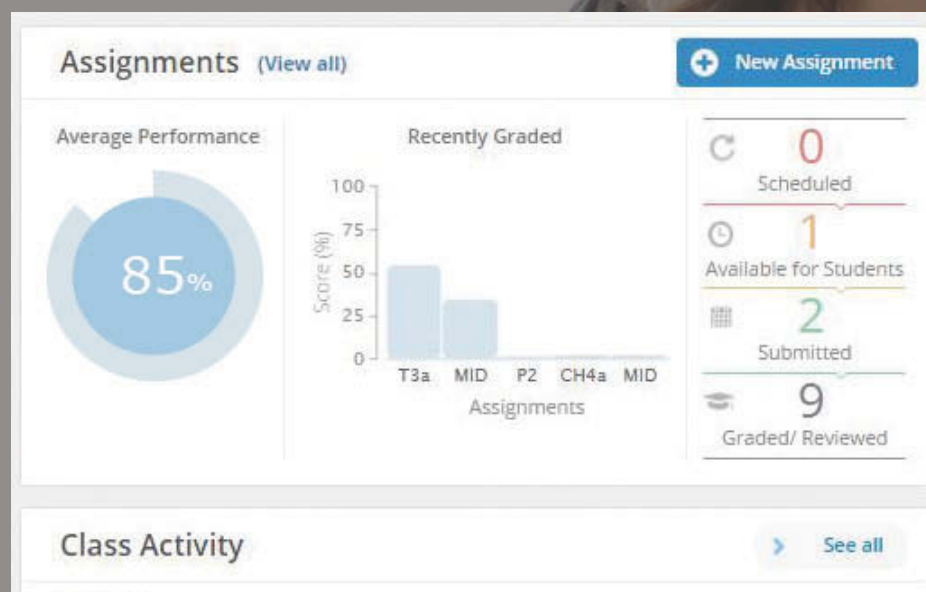 Assignments (View all)
New Assignment
Average Performance
85%
Recently Graded
100
75
50
25
0
Score (%)
T3a MID P2 CH4a MID
Assignments
0
Scheduled
1
Available for Students
2
Submitted
9
Graded/ Reviewed
Class Activity
See all